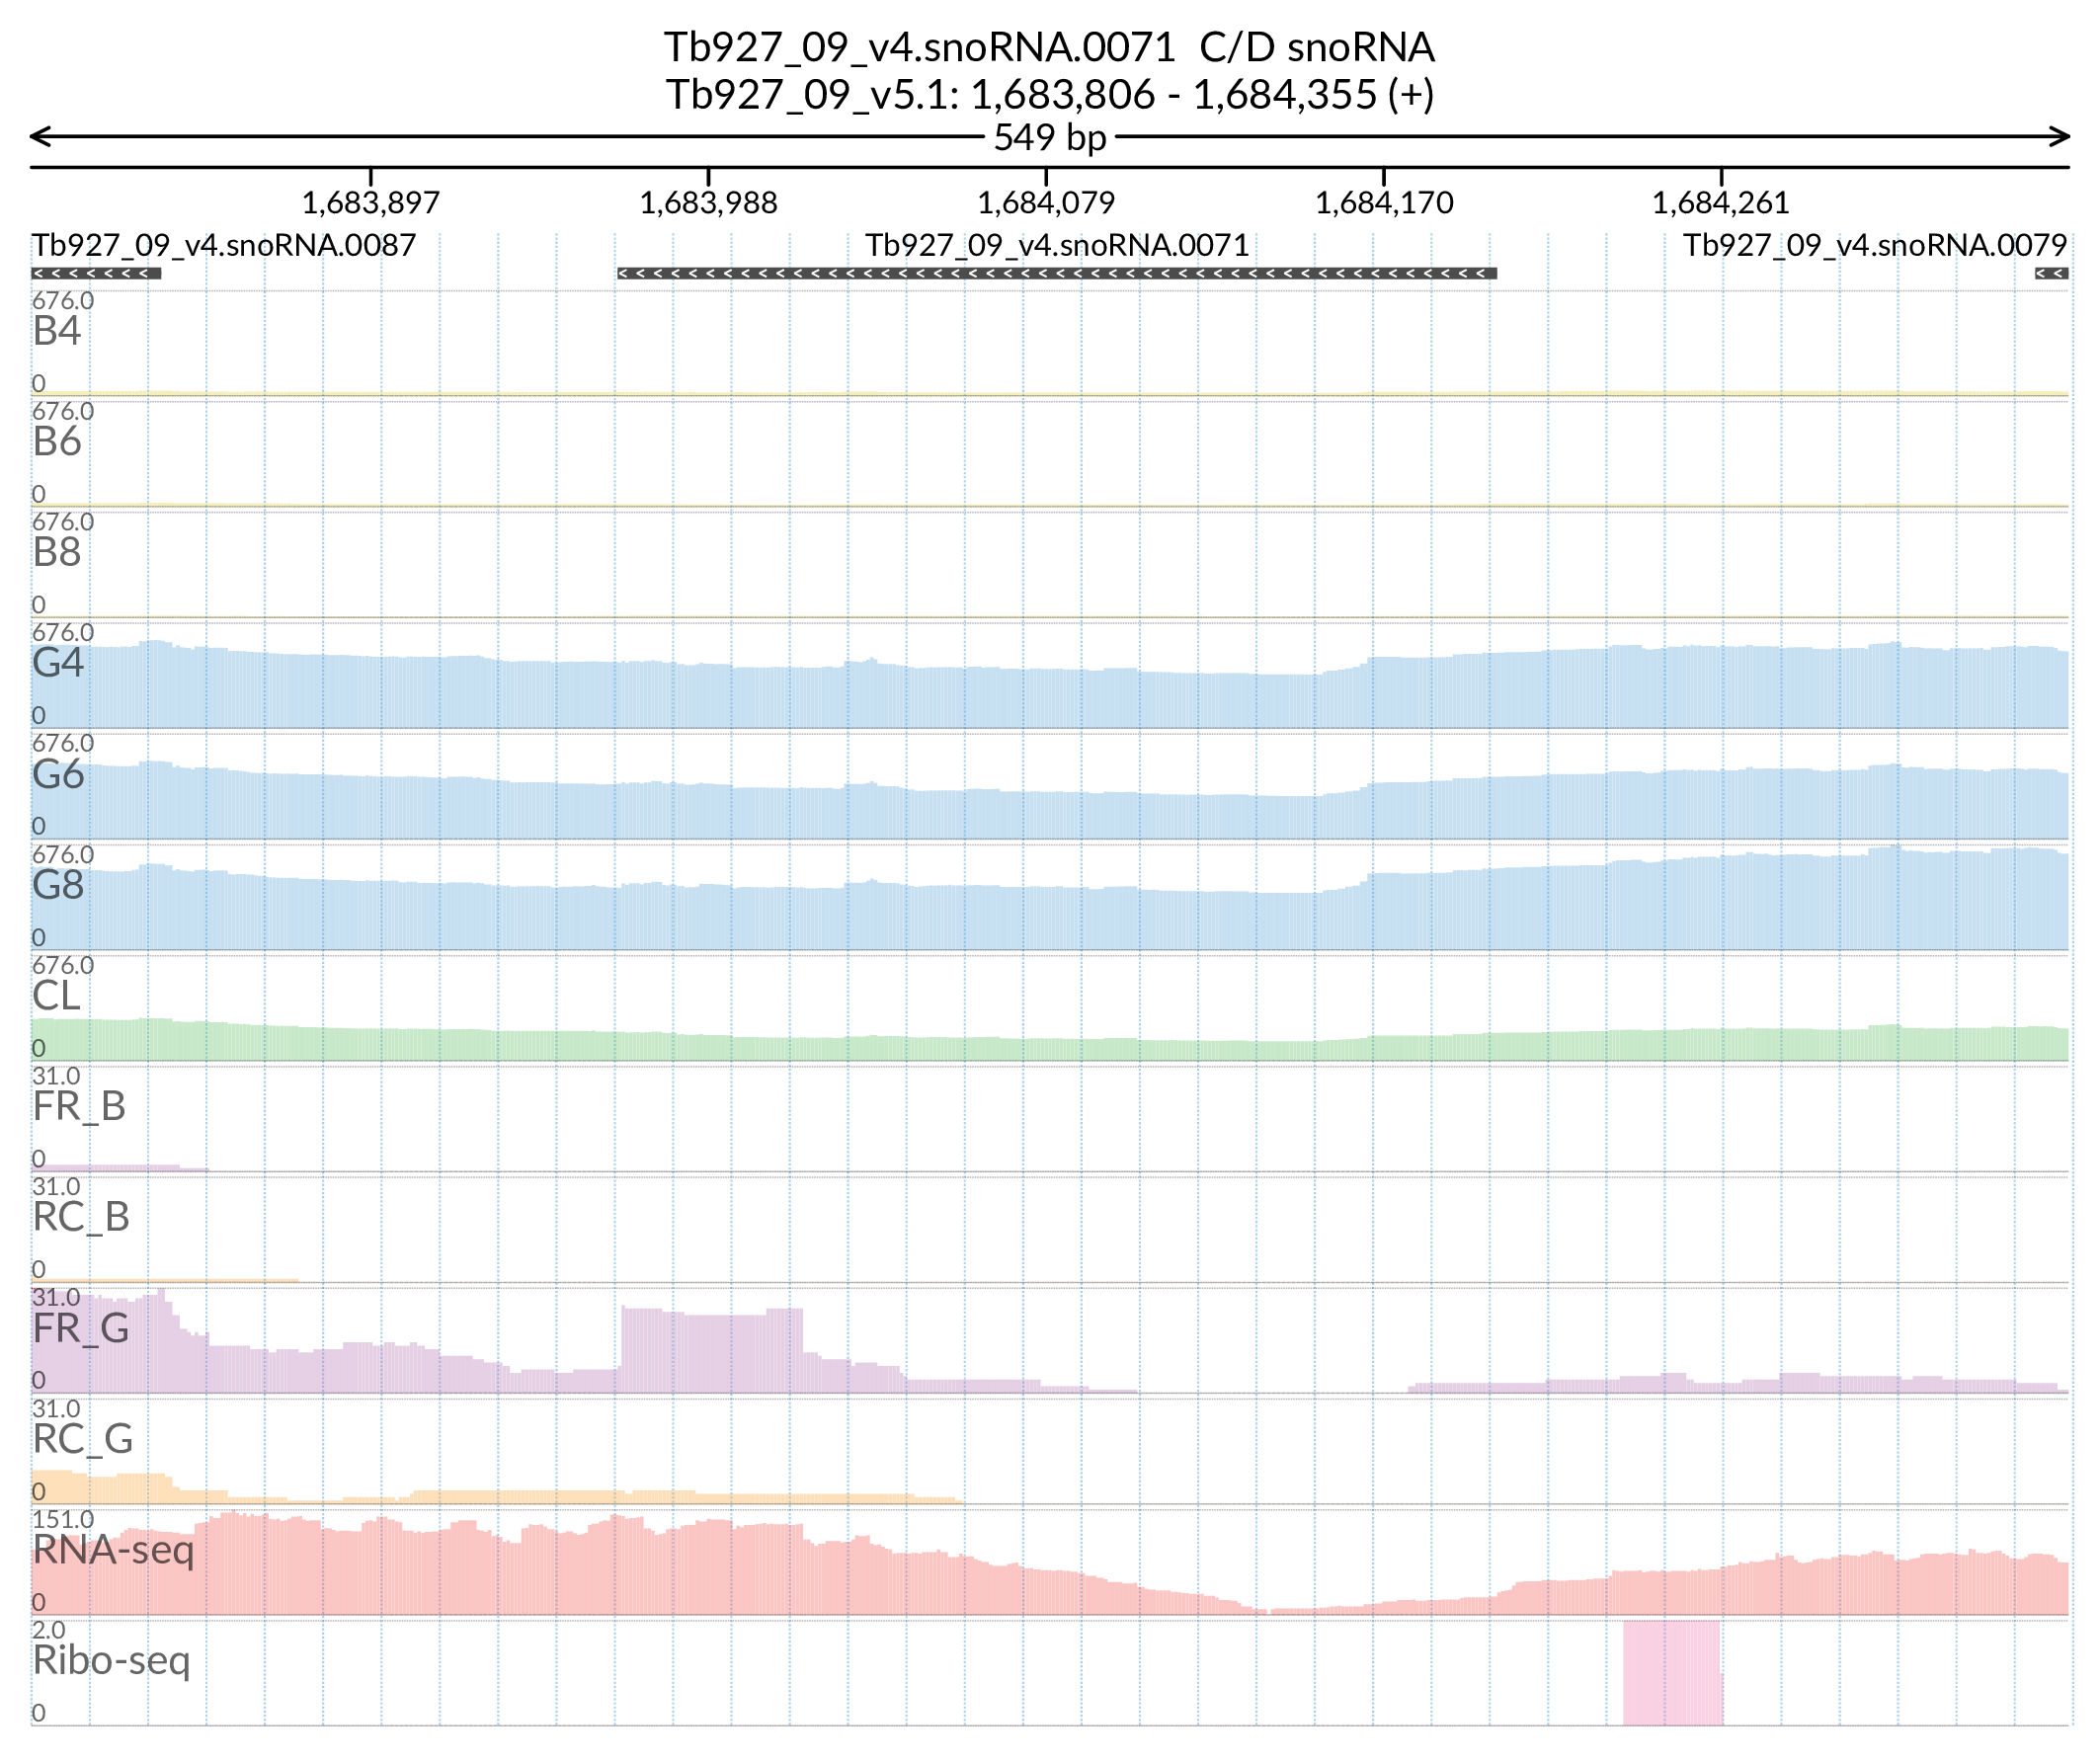 Tb927_09_v4.snoRNA.0071 C/D snoRNA
Tb927_09_v5.1: 1,683,806 - 1,684,355 (+)
549 bp
1,683,897 1,683,988 1,684,079 1,684,170 1,684,261
Tb927_09_v4.snoRNA.0087 Tb927_09_v4.snoRNA.0071 Tb927_09_v4.snoRNA.0079
676.0
B4
0
676.0
B6
0
676.0
B8
0
676.0
G4
0
676.0
G6
0
676.0
G8
0
676.0
CL
0
31.0
FR_B
0
31.0
RC_B
0
31.0
FR_G
0
31.0
RC_G
0
151.0
RNA-seq
0
2.0
Ribo-seq
0